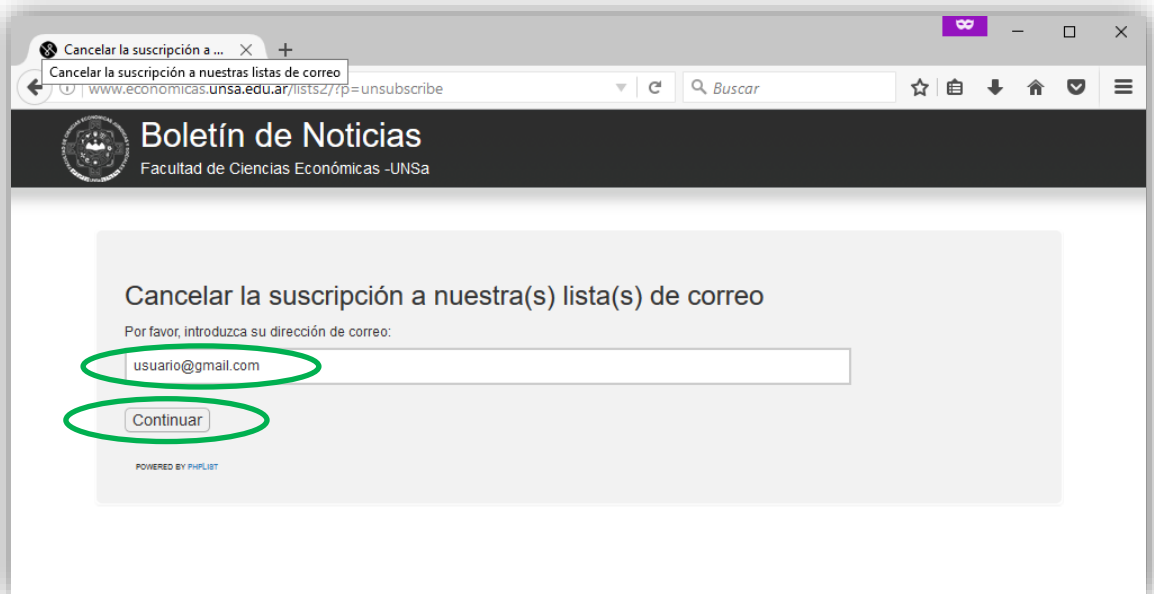 Cancelar la suscripción a ...
Cancelar la suscripción a nuestras listas de correo
www.economicas.unsa.edu.ar/lists2/?p=unsubscribe
Buscar
Boletín de Noticias
Facultad de Ciencias Económicas -UNSa
Cancelar la suscripción a nuestra(s) lista(s) de correo
Por favor, introduzca su dirección de correo:
usuario@gmail.com
Continuar
POWERED BY PHPLIST